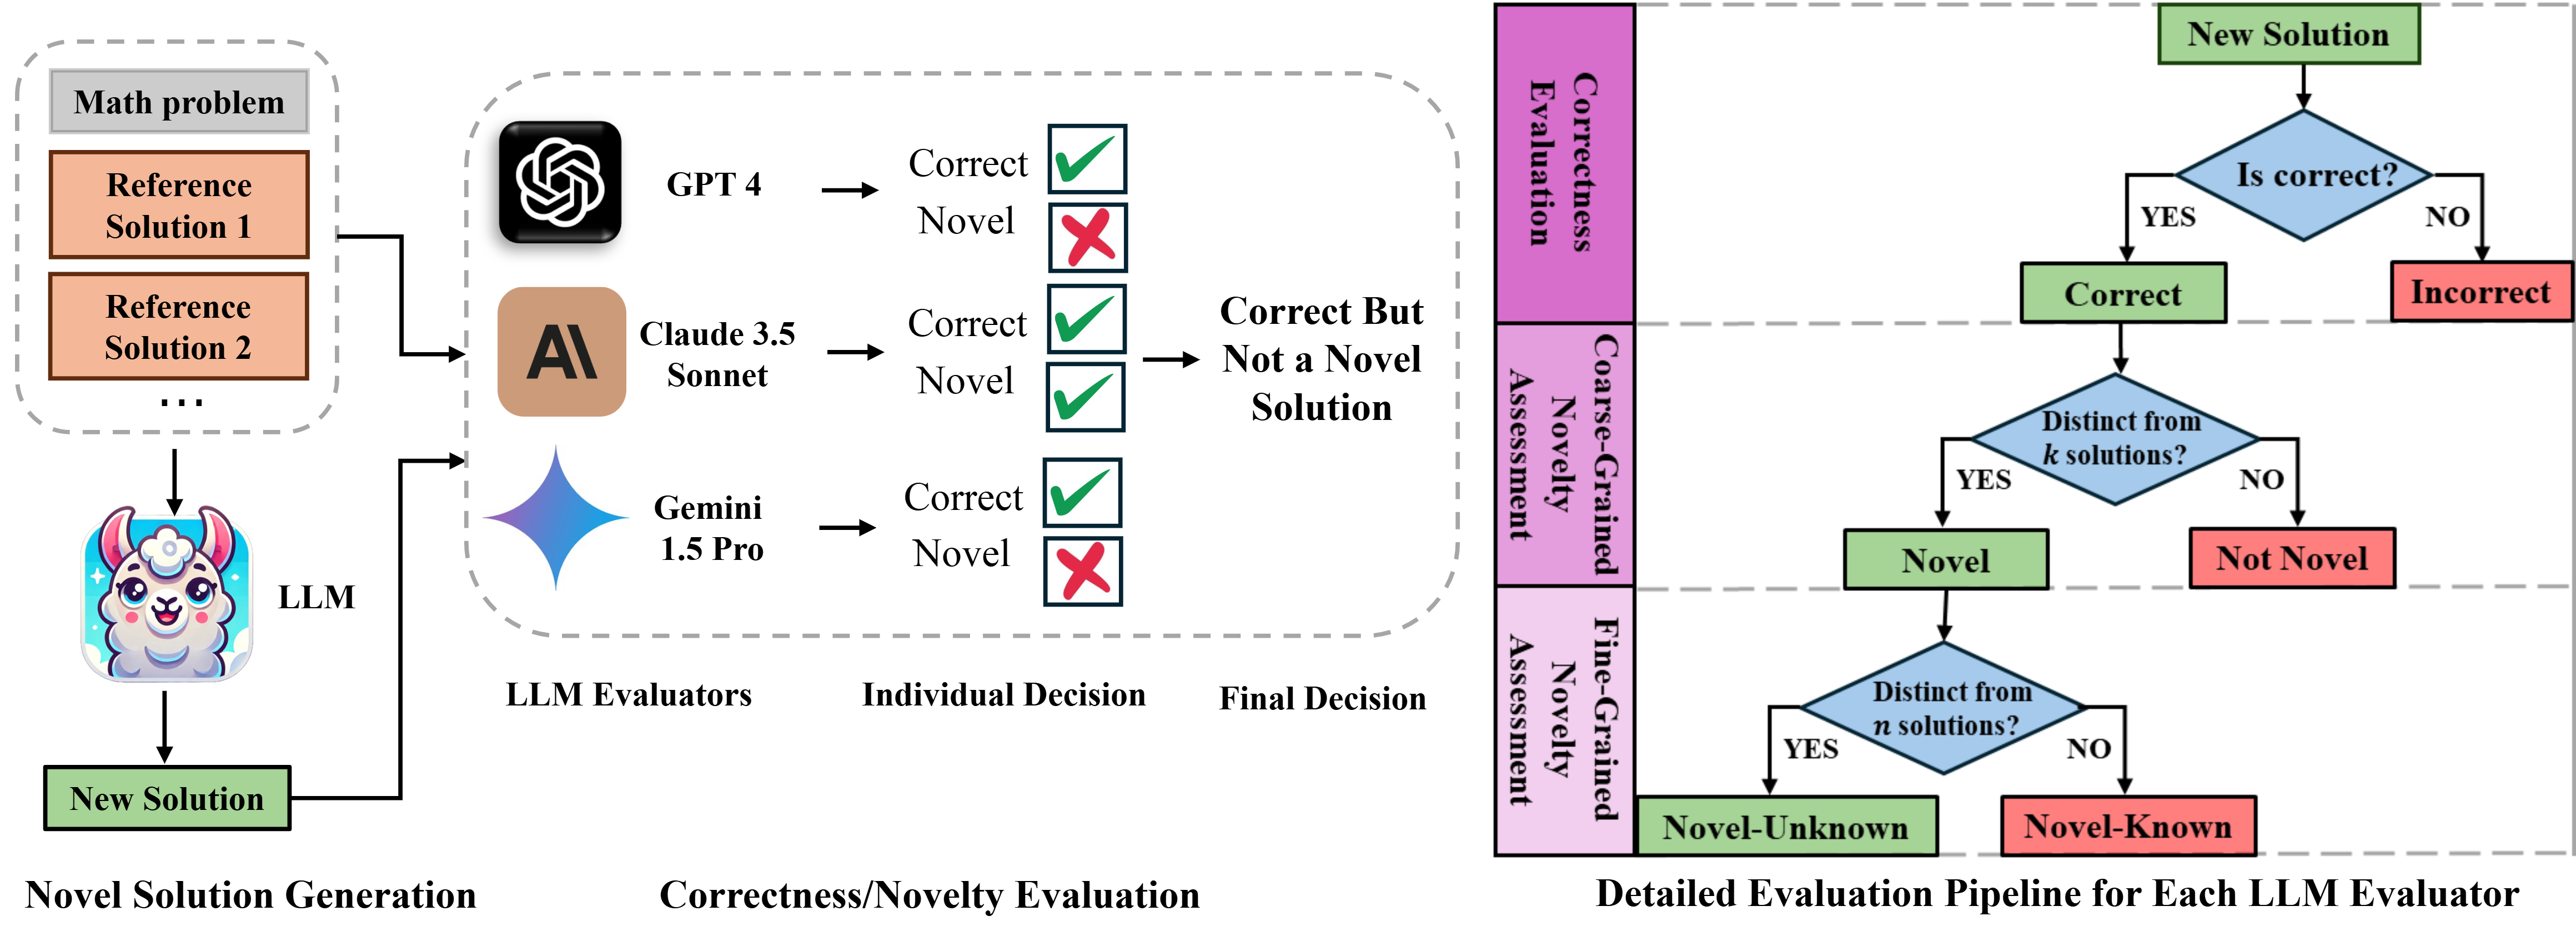 Math problem
Reference
Solution 1
Reference
Solution 2
...
LLM
New Solution
Novel Solution Generation
GPT 4
Correct
Novel
Claude 3.5
Sonnet
Correct
Novel
Gemini
1.5 Pro
Correct
Novel
Correct But
Not a Novel
Solution
LLM Evaluators
Individual Decision
Final Decision
Correctness/Novelty Evaluation
Correctness
Evaluation
Coarse-Grained
Novelty
Assessment
Fine-Grained
Novelty
Assessment
New Solution
Is correct?
YES
NO
Correct
Incorrect
Distinct from
k solutions?
YES
NO
Novel
Not Novel
Distinct from
n solutions?
YES
NO
Novel-Unknown
Novel-Known
Detailed Evaluation Pipeline for Each LLM Evaluator